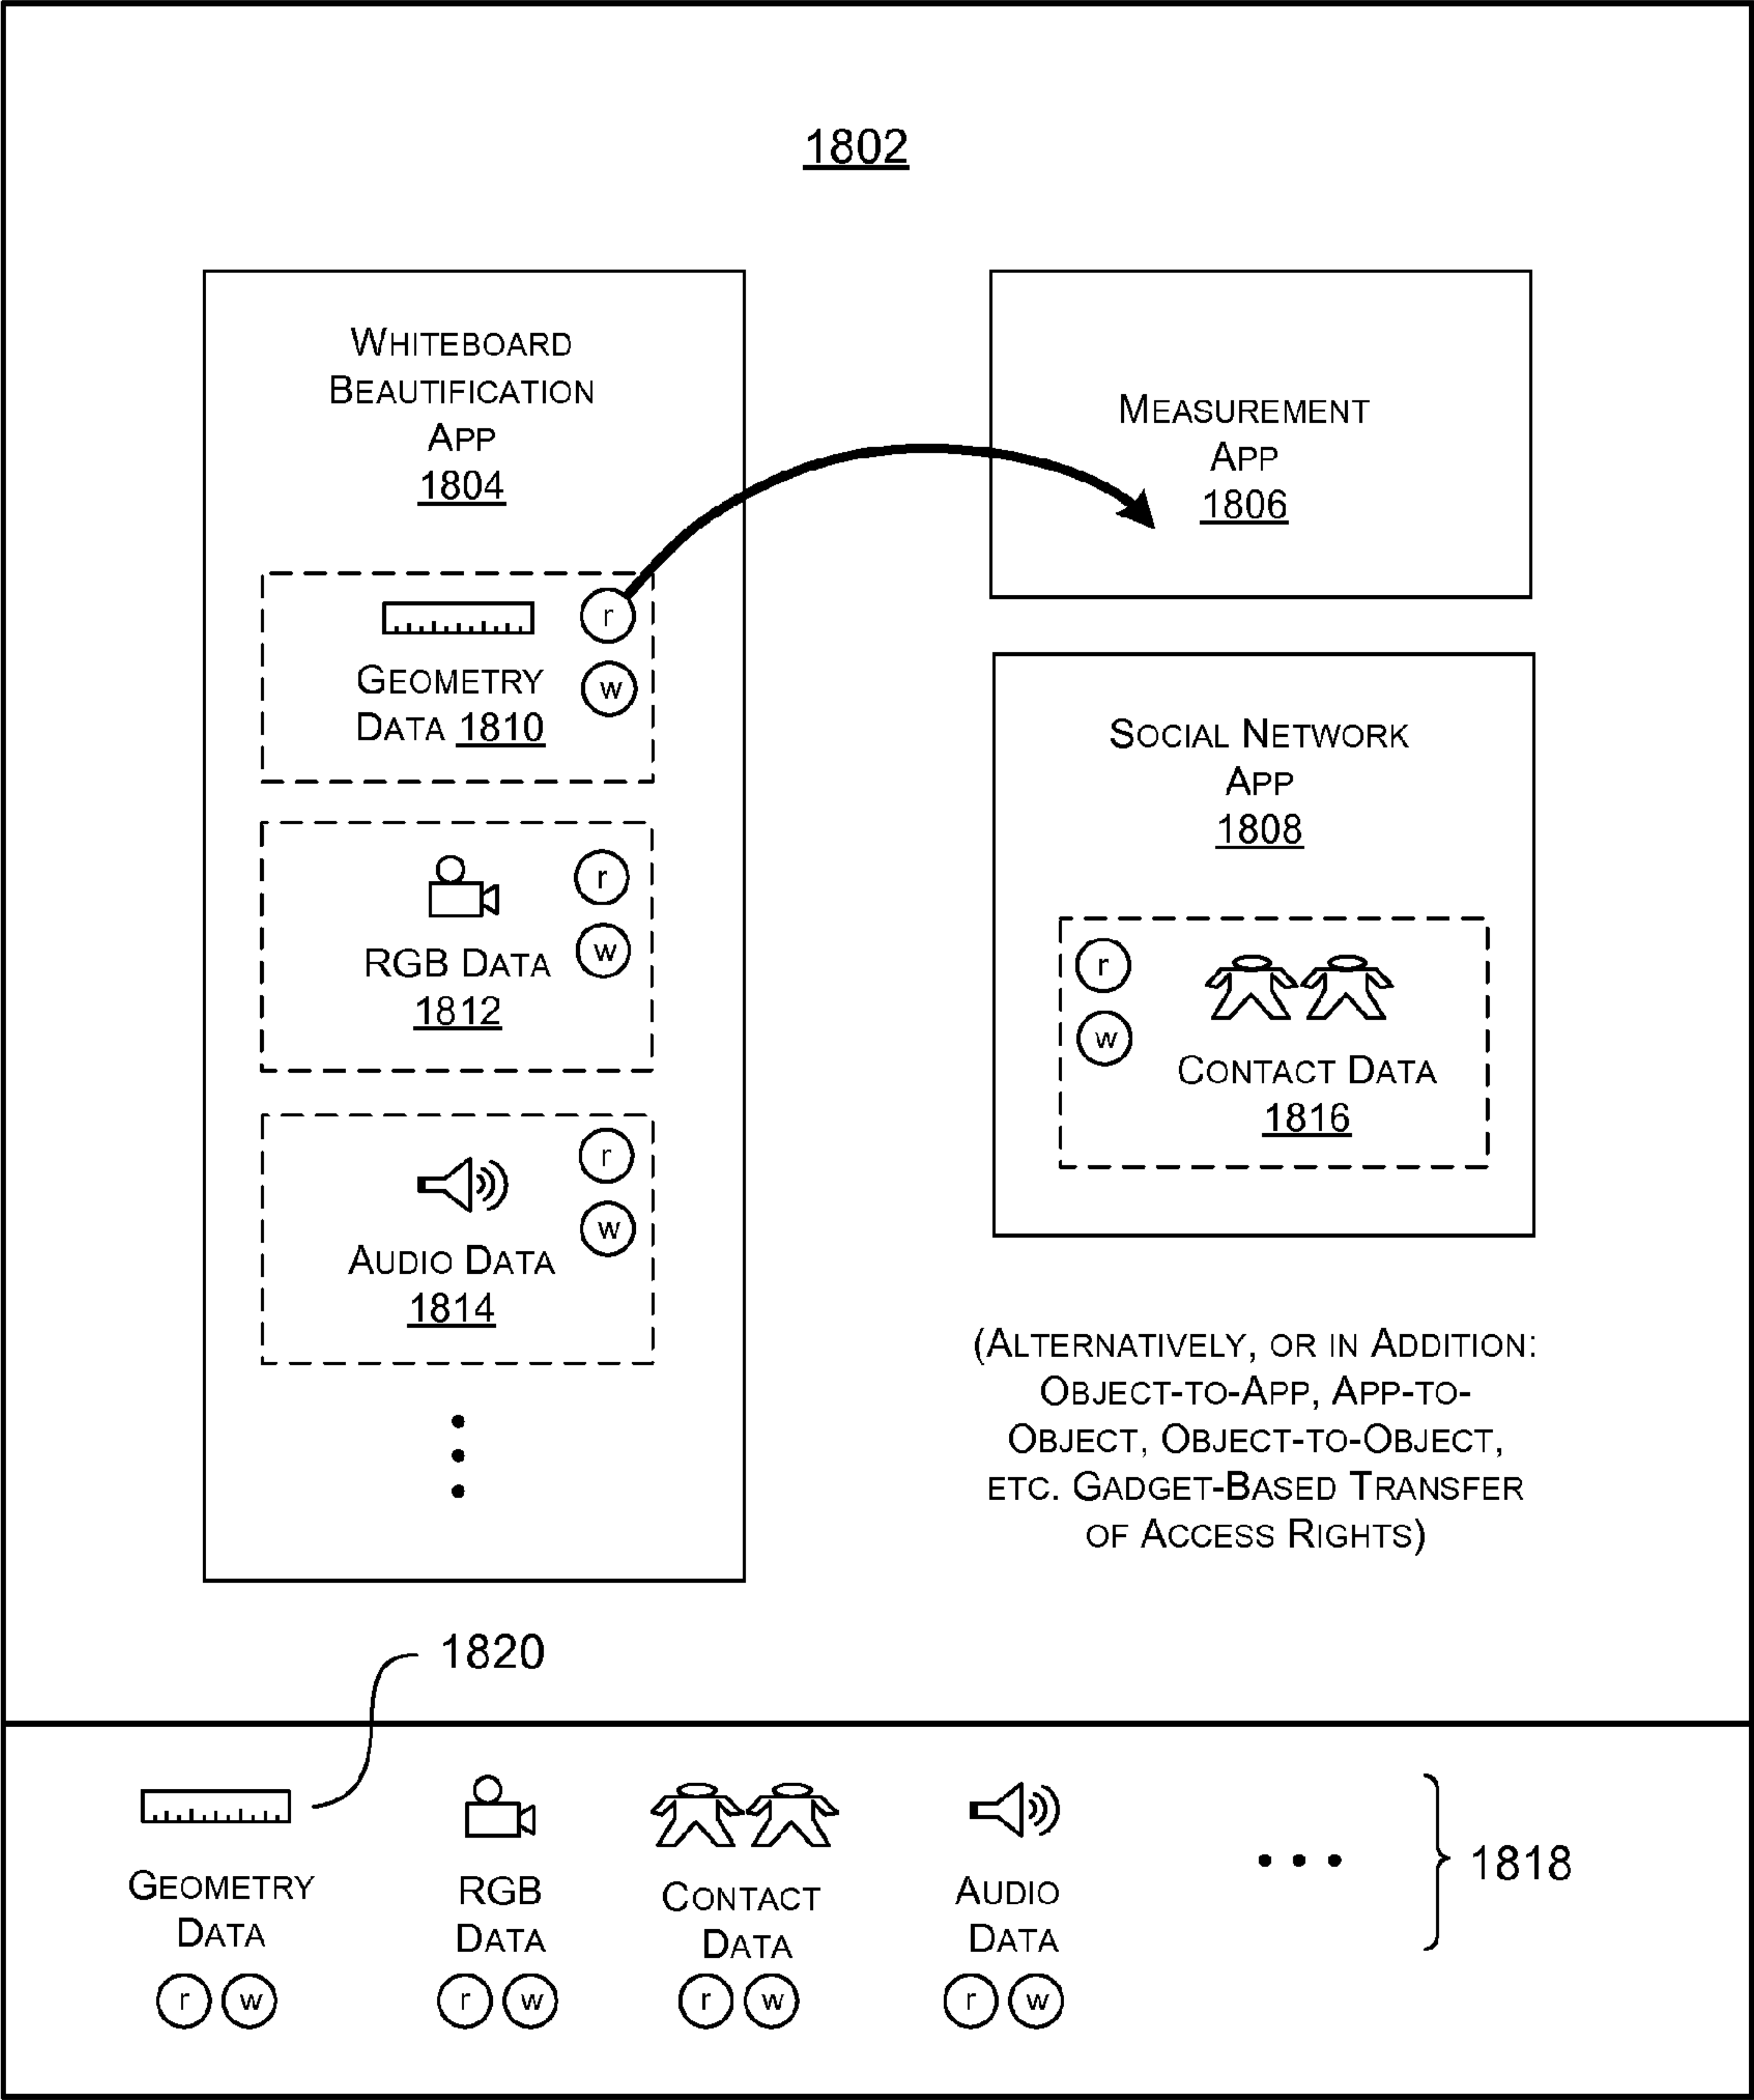 1802
WHITEBOARD
BEAUTIFICATION
APP
1804
r
GEOMETRY
w
DATA 1810
r
w
RGB DATA
1812
r
w
AUDIO DATA
1814
MEASUREMENT
APP
1806
SOCIAL NETWORK
APP
1808
r
w
CONTACT DATA
1816
(ALTERNATIVELY, OR IN ADDITION:
OBJECT-TO-APP, APP-TO-
OBJECT, OBJECT-TO-OBJECT,
ETC. GADGET-BASED TRANSFER
OF ACCESS RIGHTS)
1820
GEOMETRY
DATA
r w
RGB
DATA
r w
CONTACT
DATA
r w
AUDIO
DATA
r w
• • •
1818